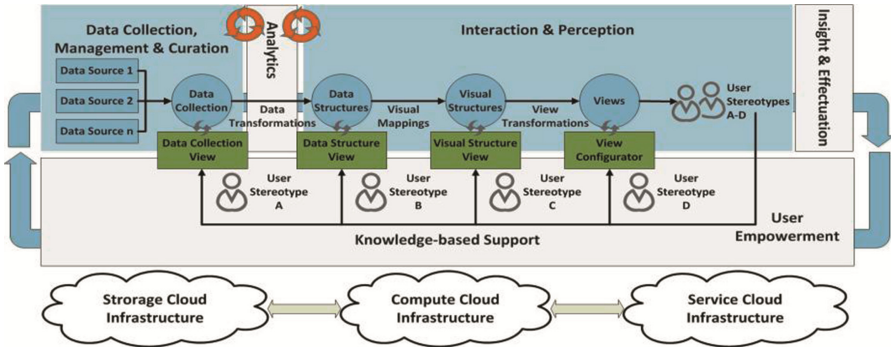 Data Collection,
Management & Curation
Analytics
Interaction & Perception
Insight & Effectuation
Data Source 1
Data Source 2
Data Source n
Data
Collection
Data
Transformations
Data
Structures
Visual
Mappings
Visual
Structures
View
Transformations
Views
User
Stereotypes
A-D
Data Collection
View
Data Structure
View
Visual Structure
View
View
Configurator
User
Stereotype
A
User
Stereotype
B
User
Stereotype
C
User
Stereotype
D
Knowledge-based Support
User
Empowerment
Strorage Cloud
Infrastructure
Compute Cloud
Infrastructure
Service Cloud
Infrastructure